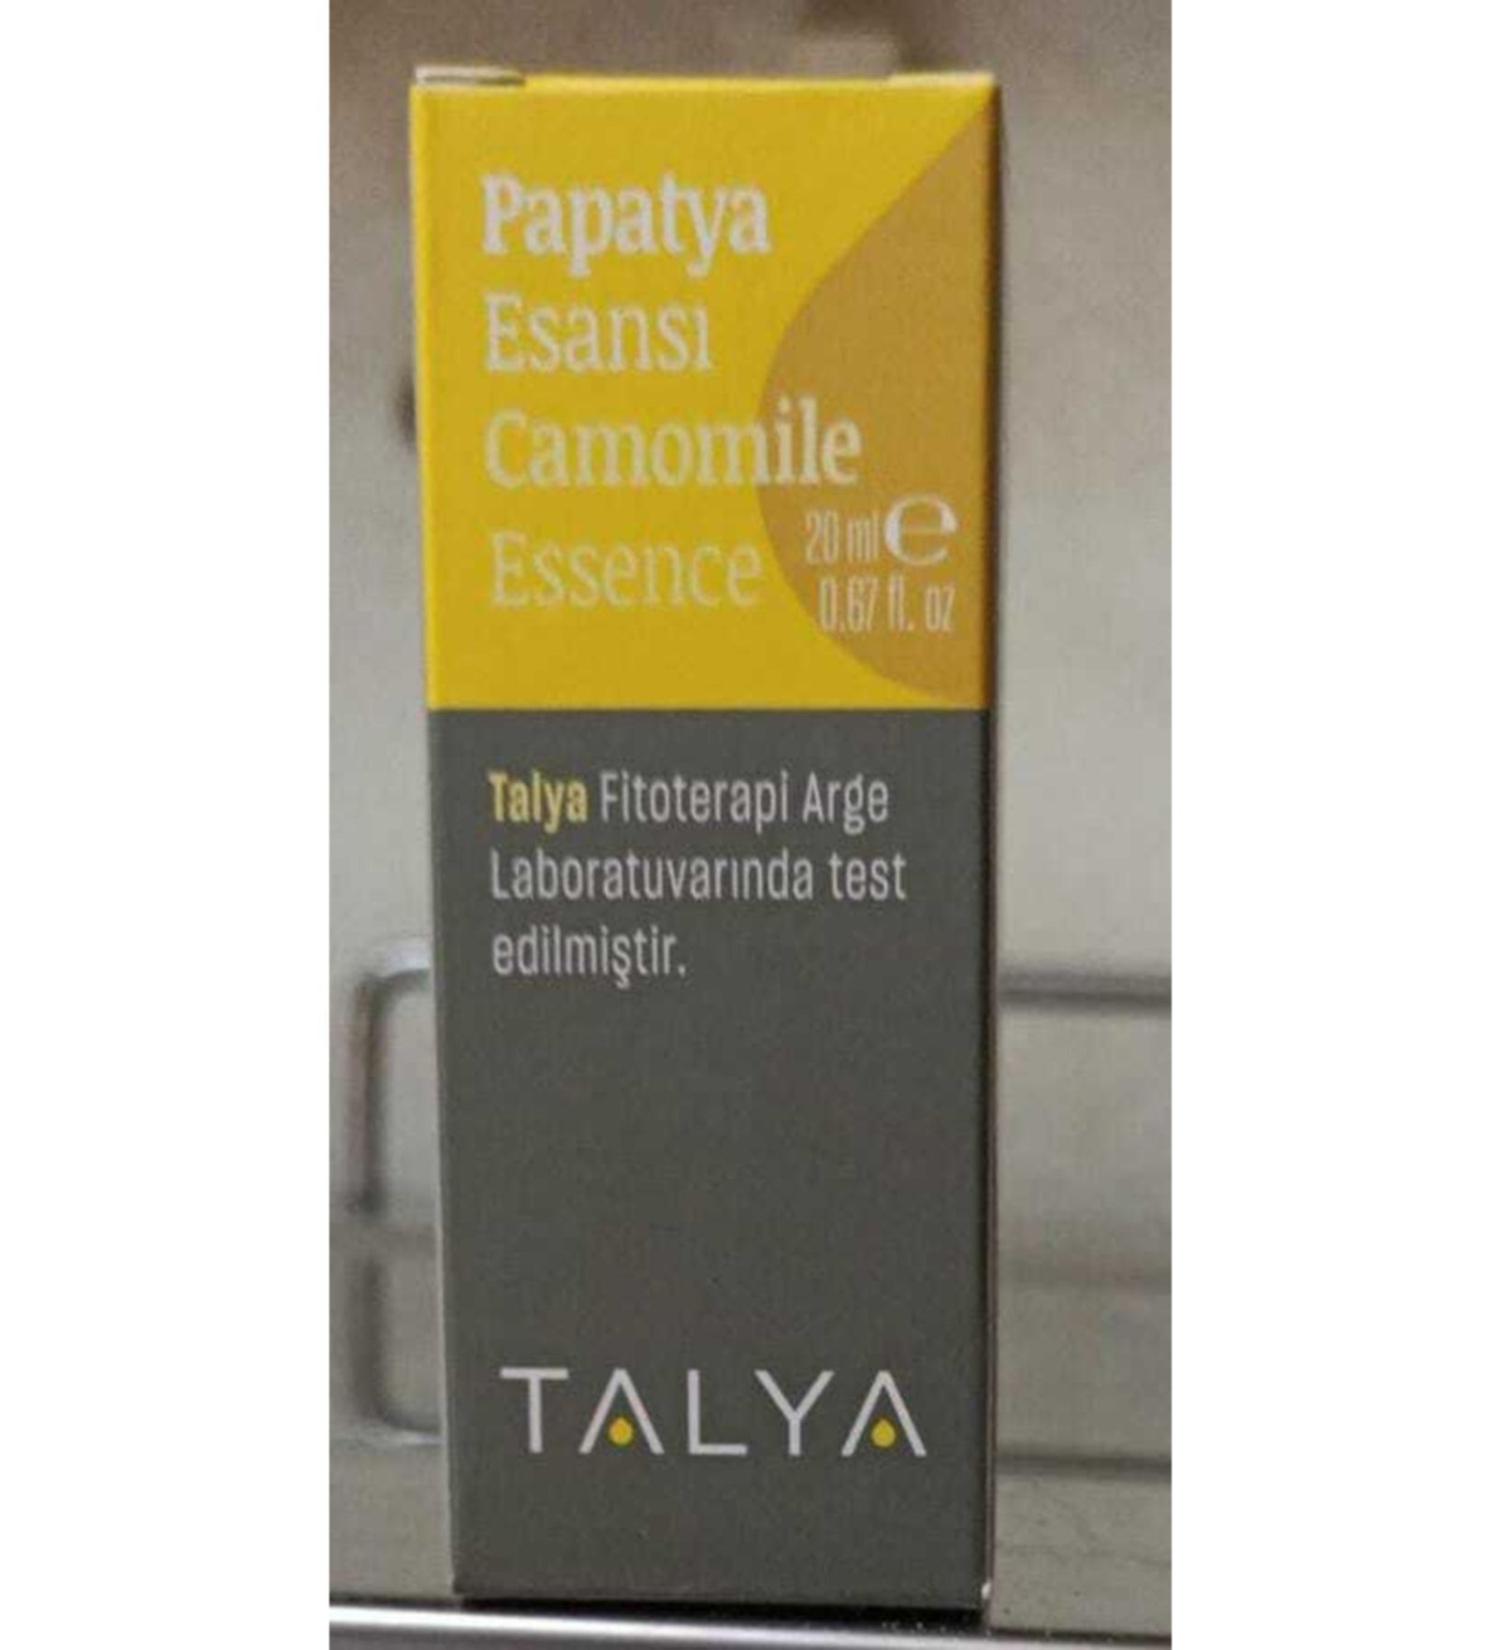 Papatya
Esansı
Camomile
Essence
20 ml e
0.67 fl. oz
Talya Fitoterapi Arge
Laboratuvarında test
edilmiştir.
TALYA